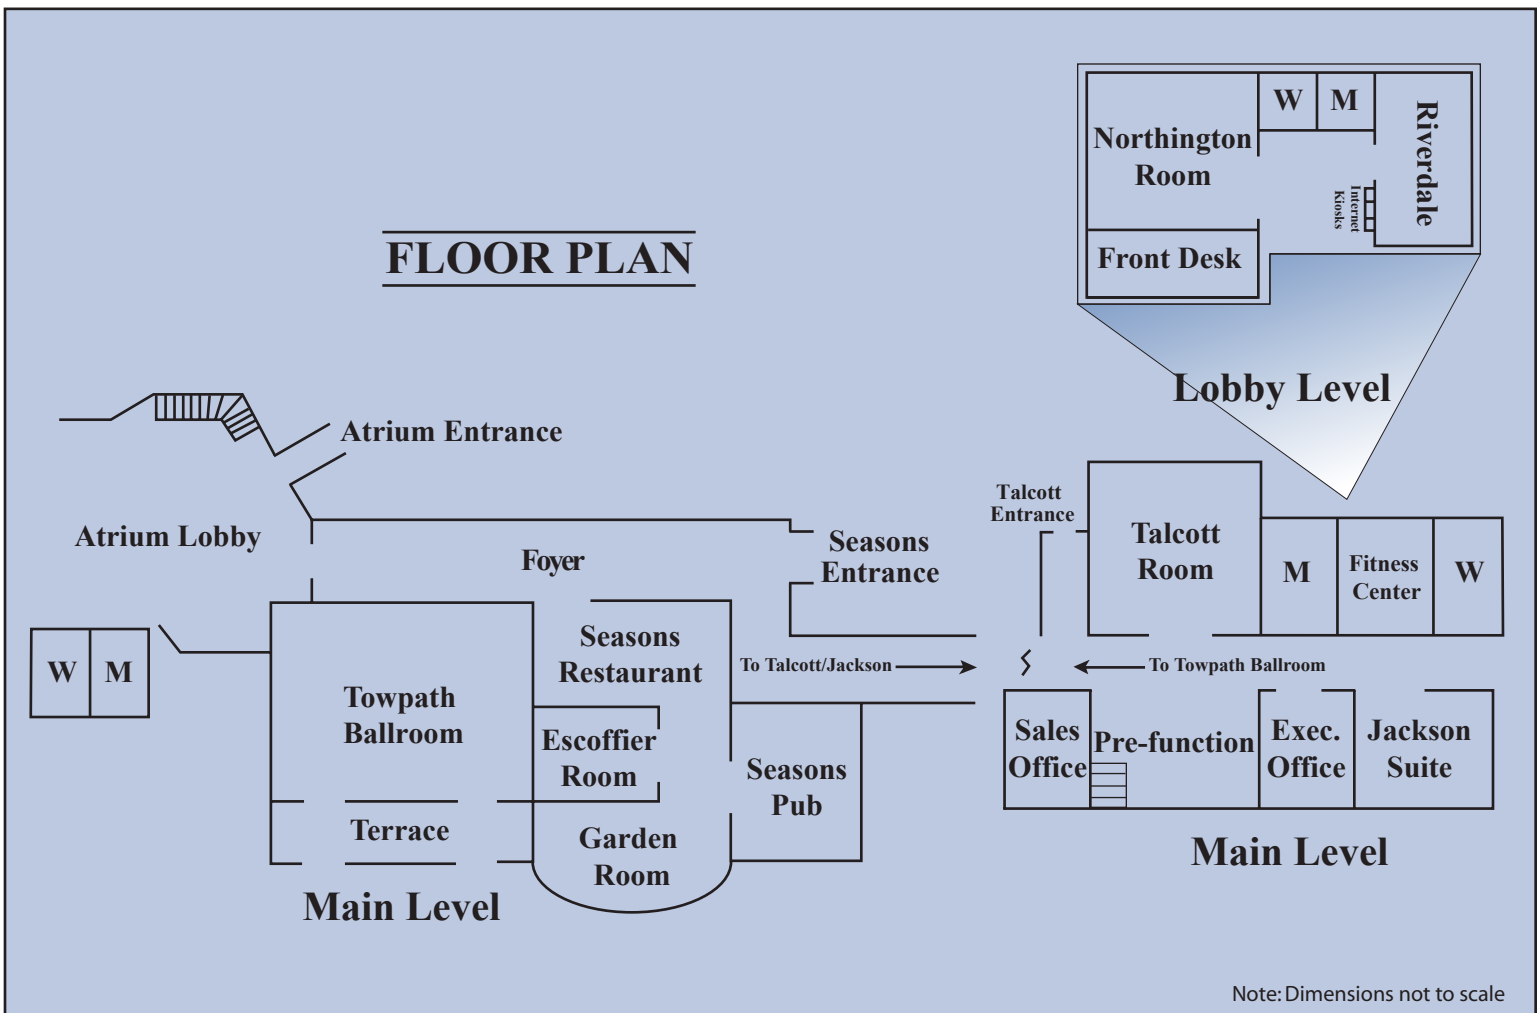 FLOOR PLAN
W
M
Northington
Room
Riverdale
Internet
Kiosks
Front Desk
Lobby Level
Atrium Entrance
Atrium Lobby
Foyer
Seasons
Entrance
Talcott
Entrance
Talcott
Room
M
Fitness
Center
W
W
M
Towpath
Ballroom
Seasons
Restaurant
To Talcott/Jackson
To Towpath Ballroom
Escoffier
Room
Seasons
Pub
Terrace
Garden
Room
Main Level
Sales
Office
Pre-function
Exec.
Office
Jackson
Suite
Main Level
Note: Dimensions not to scale